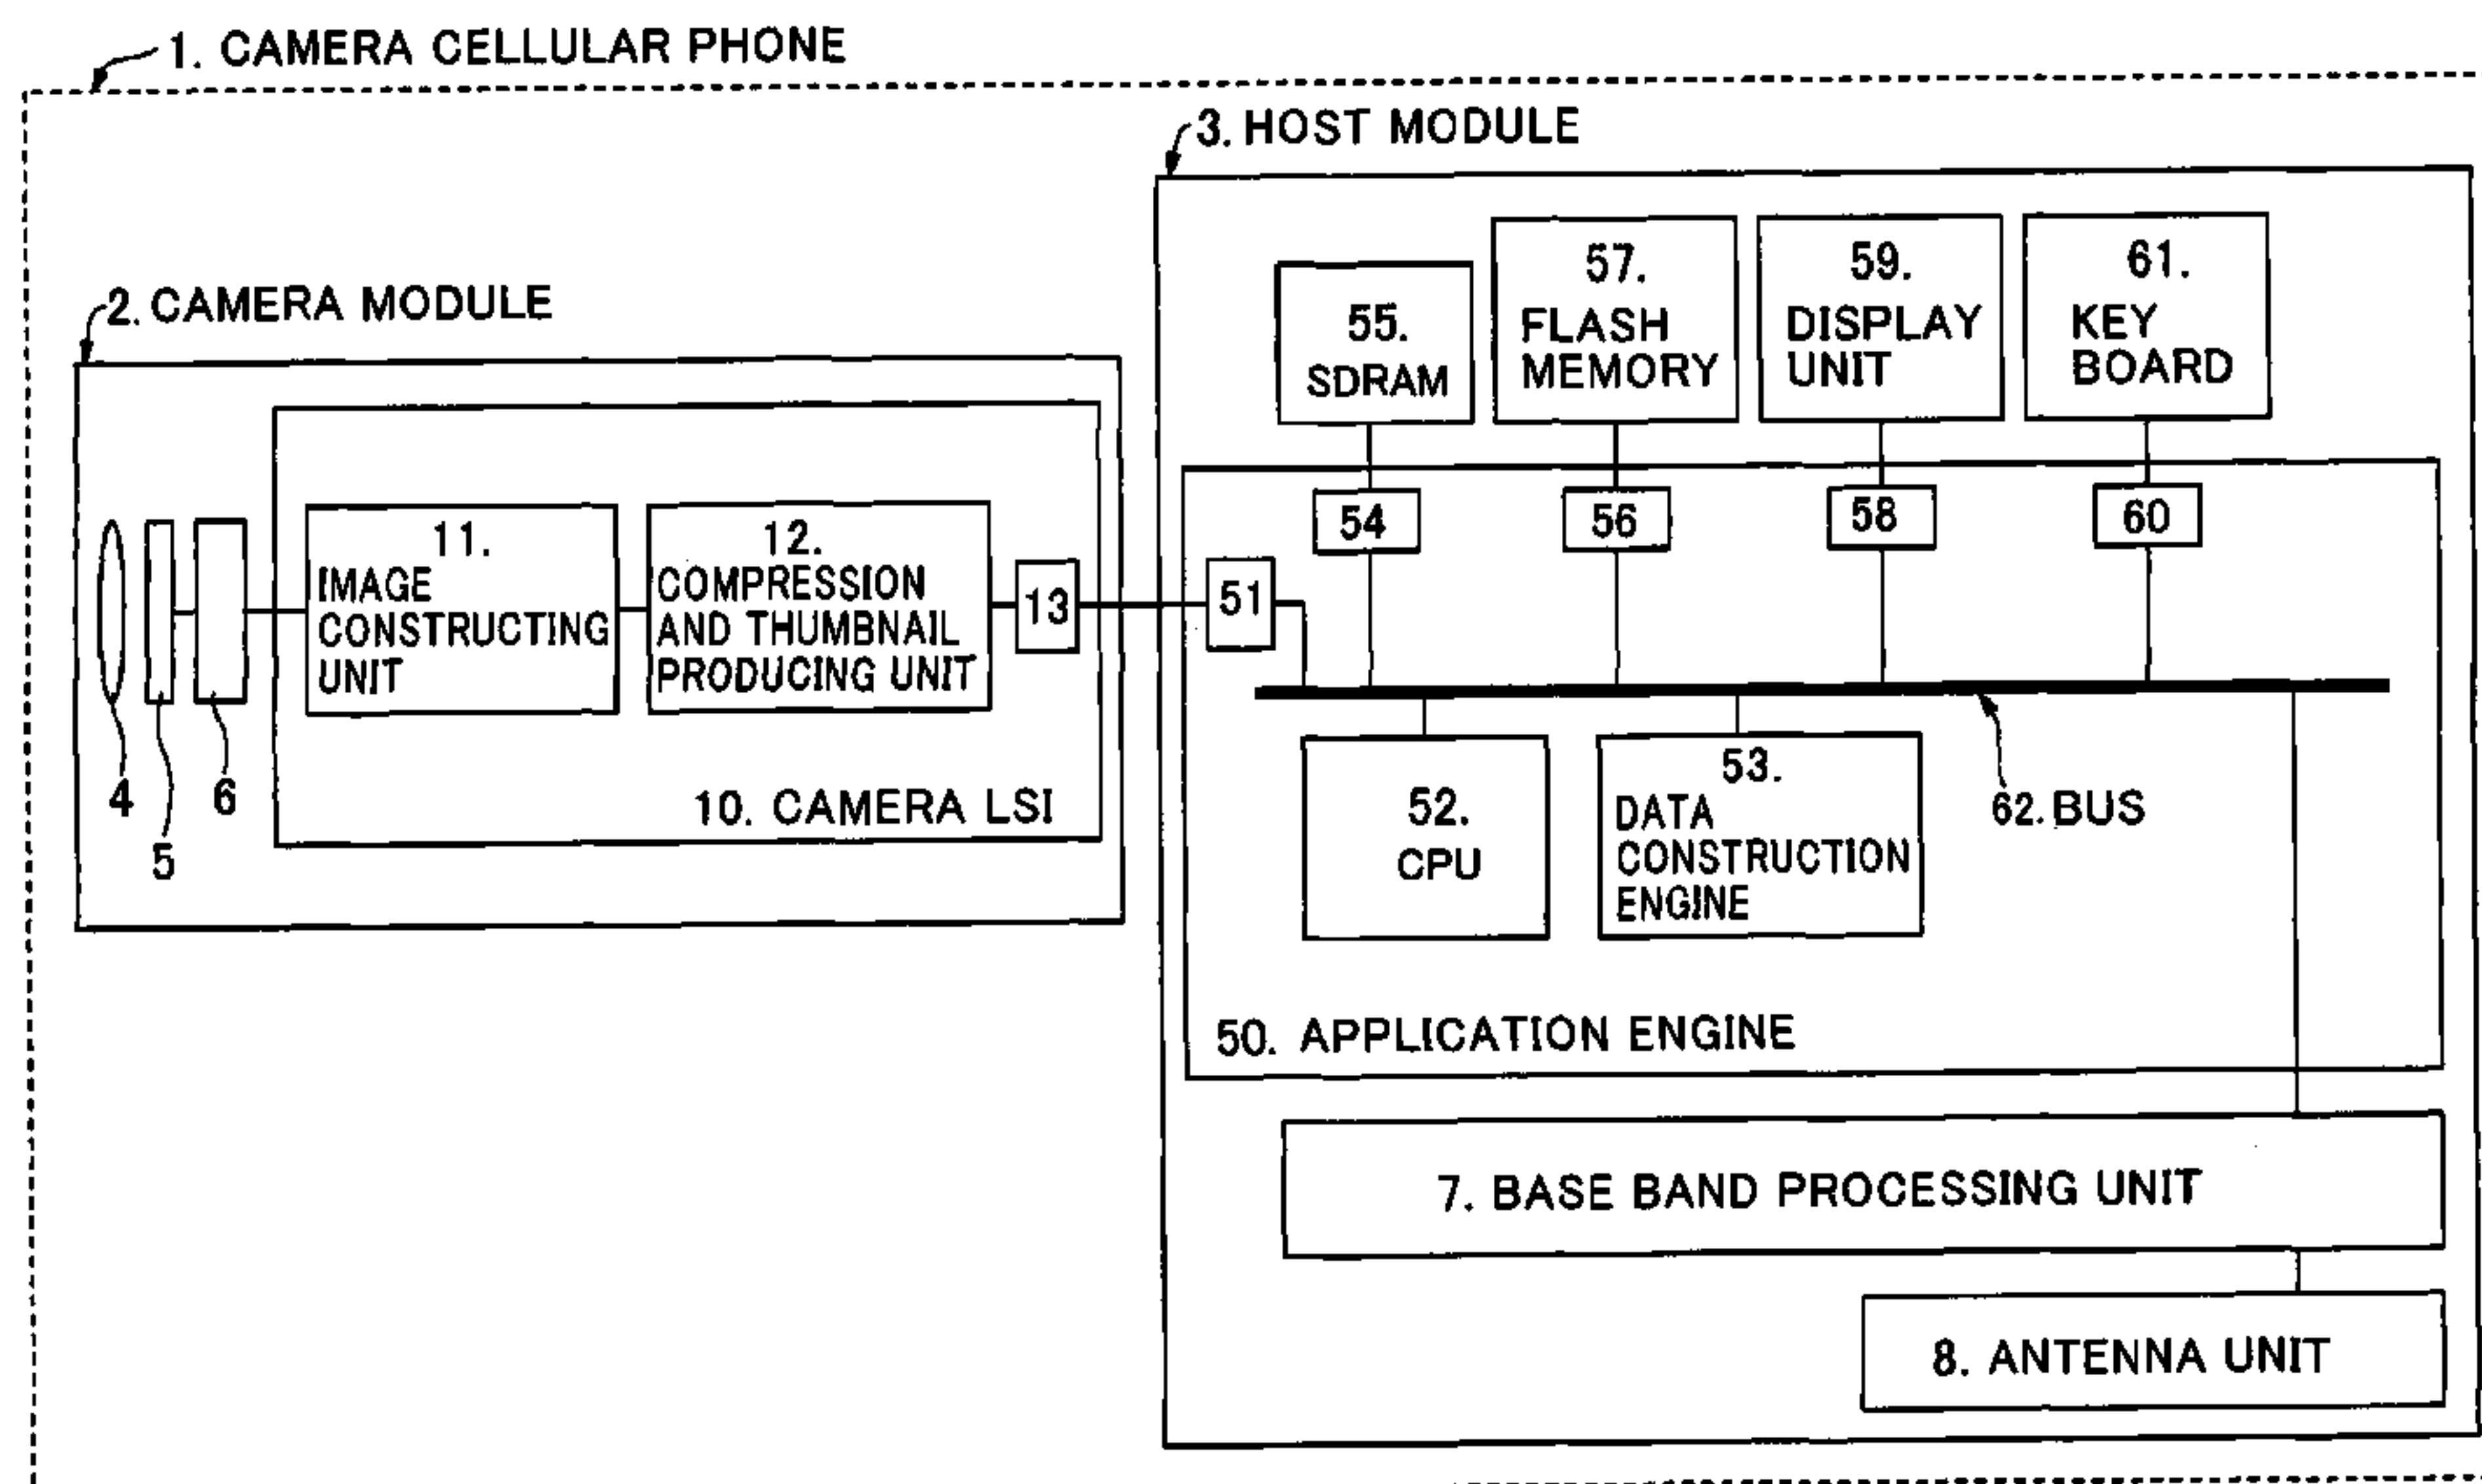 1. CAMERA CELLULAR PHONE
3. HOST MODULE
2. CAMERA MODULE
55.
SDRAM
57.
FLASH
MEMORY
59.
DISPLAY
UNIT
61.
KEY
BOARD
54
56
58
60
11.
IMAGE
CONSTRUCTING
UNIT
12.
COMPRESSION
AND THUMBNAIL
PRODUCING UNIT
13
51
4
5
6
10. CAMERA LSI
52.
CPU
53.
DATA
CONSTRUCTION
ENGINE
62. BUS
50. APPLICATION ENGINE
7. BASE BAND PROCESSING UNIT
8. ANTENNA UNIT